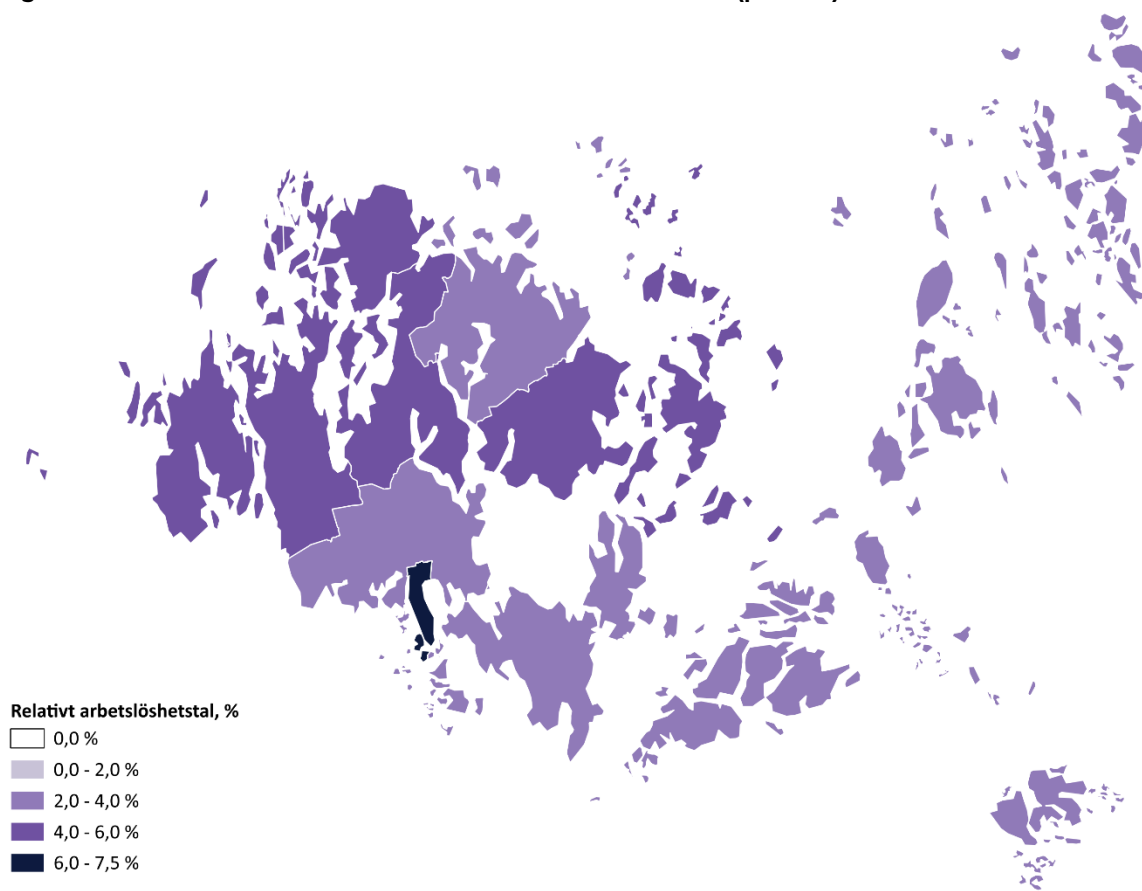 Relativt arbetslöshetstal, %
0,0 %
0,0 - 2,0 %
2,0 - 4,0 %
4,0 - 6,0 %
6,0 - 7,5 %